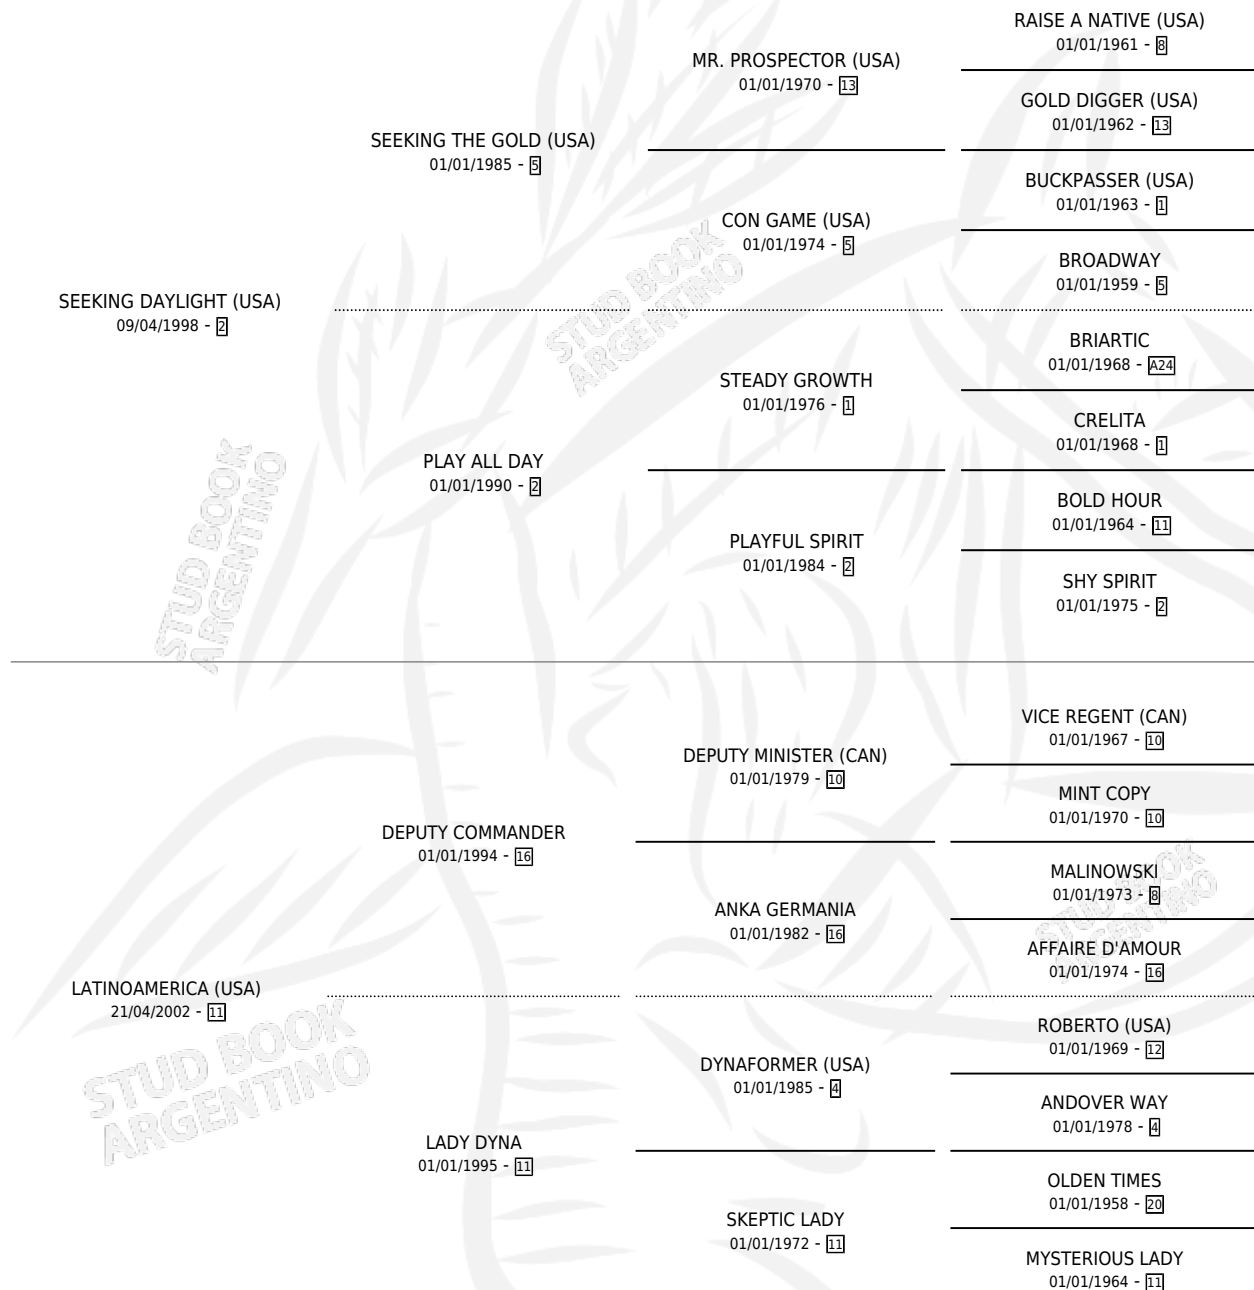 RAISE A NATIVE (USA)
01/01/1961 - 8
MR. PROSPECTOR (USA)
01/01/1970 - 13
GOLD DIGGER (USA)
01/01/1962 - 13
SEEKING THE GOLD (USA)
01/01/1985 - 5
BUCKPASSER (USA)
01/01/1963 - 1
CON GAME (USA)
01/01/1974 - 5
BROADWAY
01/01/1959 - 5
SEEKING DAYLIGHT (USA)
09/04/1998 - 2
STUD BOOK
ARGENTINO
BRIARTIC
01/01/1968 - A24
STEADY GROWTH
01/01/1976 - 1
CRELITA
01/01/1968 - 1
PLAY ALL DAY
01/01/1990 - 2
BOLD HOUR
01/01/1964 - 11
PLAYFUL SPIRIT
01/01/1984 - 2
SHY SPIRIT
01/01/1975 - 2
STUD BOOK
ARGENTINO
VICE REGENT (CAN)
01/01/1967 - 10
DEPUTY MINISTER (CAN)
01/01/1979 - 10
MINT COPY
01/01/1970 - 10
DEPUTY COMMANDER
01/01/1994 - 16
MALINOWSKI
01/01/1973 - 8
ANKA GERMANIA
01/01/1982 - 16
AFFAIRE D'AMOUR
01/01/1974 - 16
STUD BOOK
ARGENTINO
LATINOAMERICA (USA)
21/04/2002 - 11
ROBERTO (USA)
01/01/1969 - 12
DYNAFORMER (USA)
01/01/1985 - 4
ANDOVER WAY
01/01/1978 - 4
STUD BOOK
ARGENTINO
LADY DYNA
01/01/1995 - 11
OLDEN TIMES
01/01/1958 - 20
SKEPTIC LADY
01/01/1972 - 11
MYSTERIOUS LADY
01/01/1964 - 11